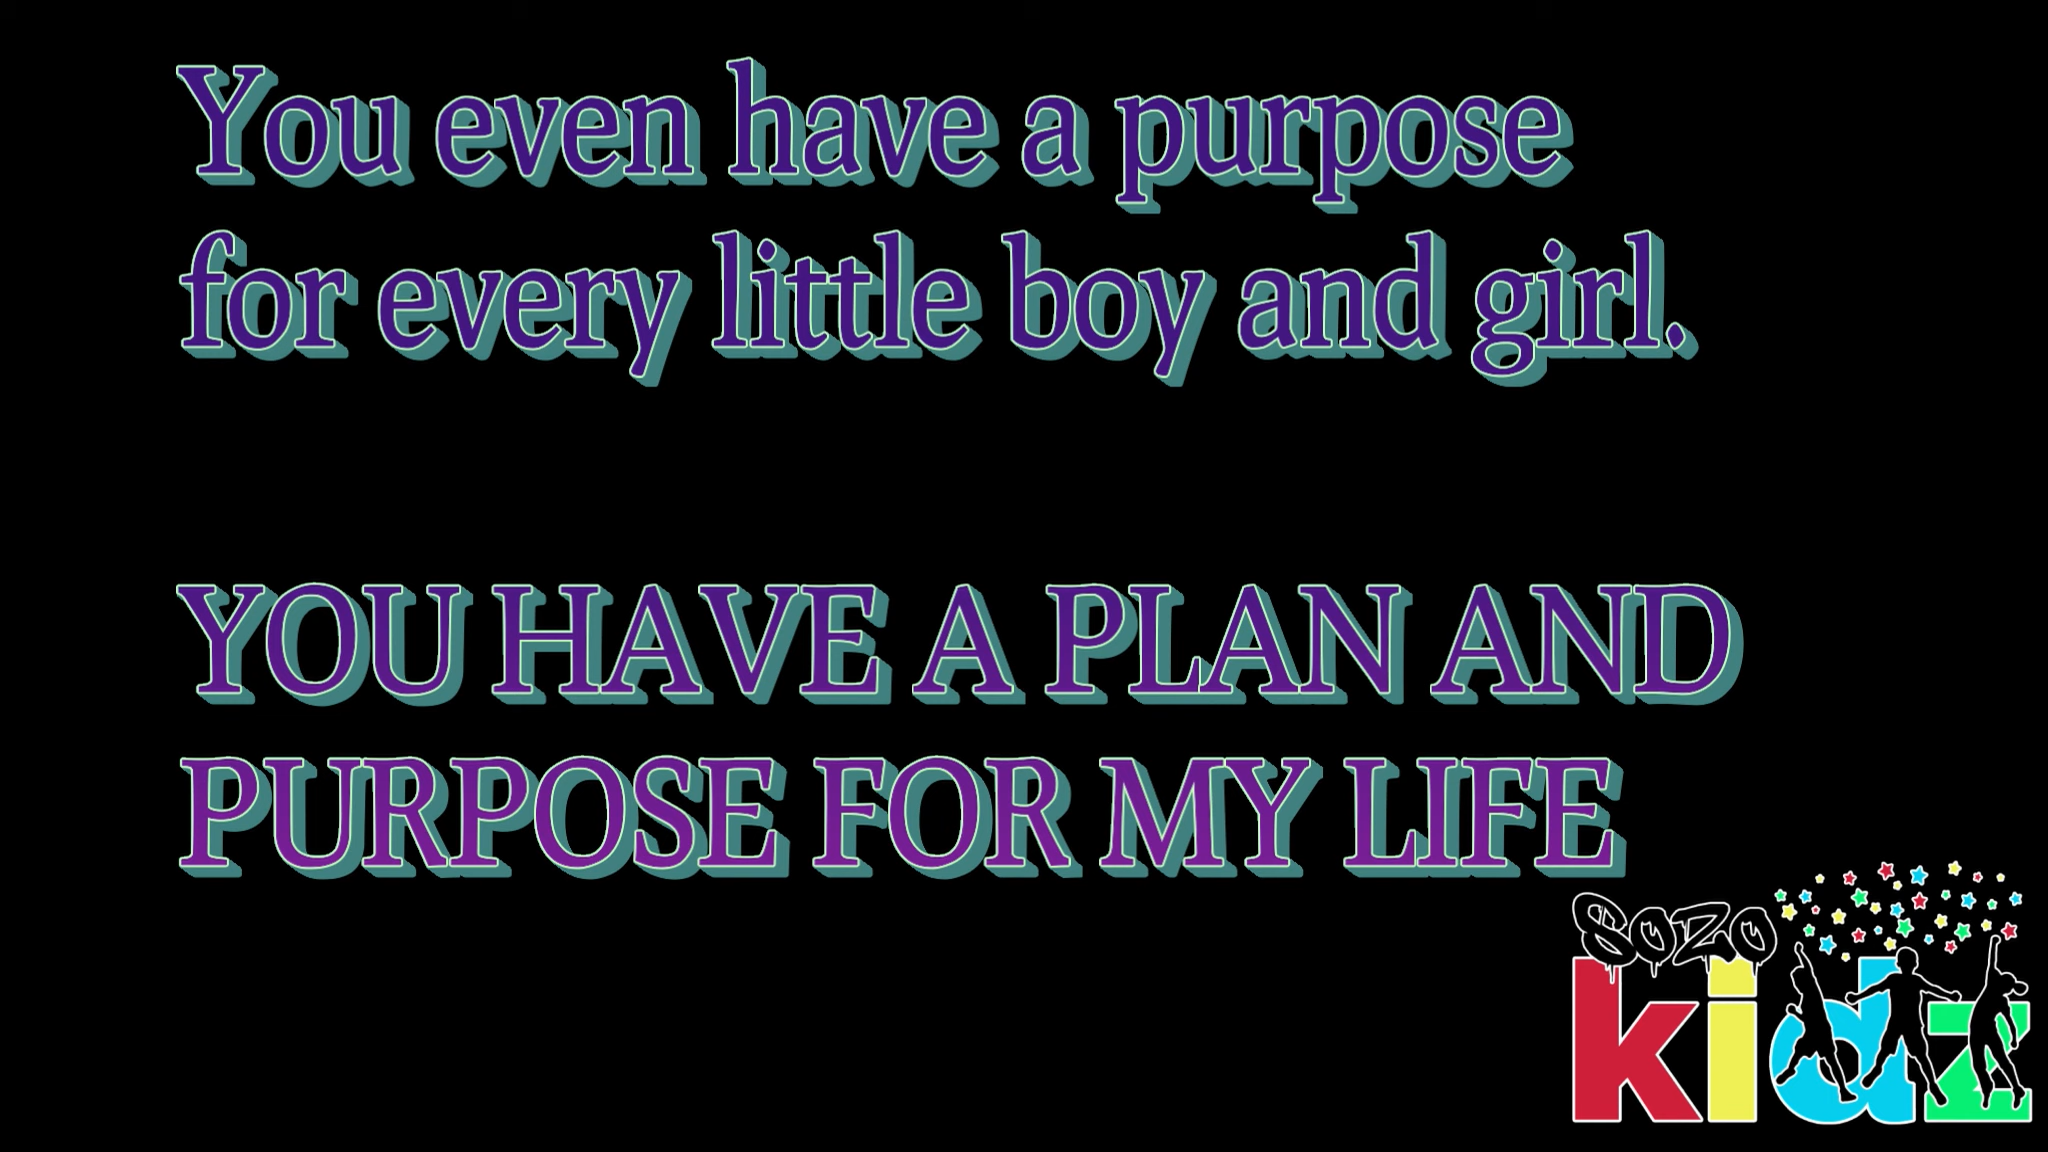 You even have a purpose
for every little boy and girl.
YOU HAVE A PLAN AND
PURPOSE FOR MY LIFE
SOZO
kidz